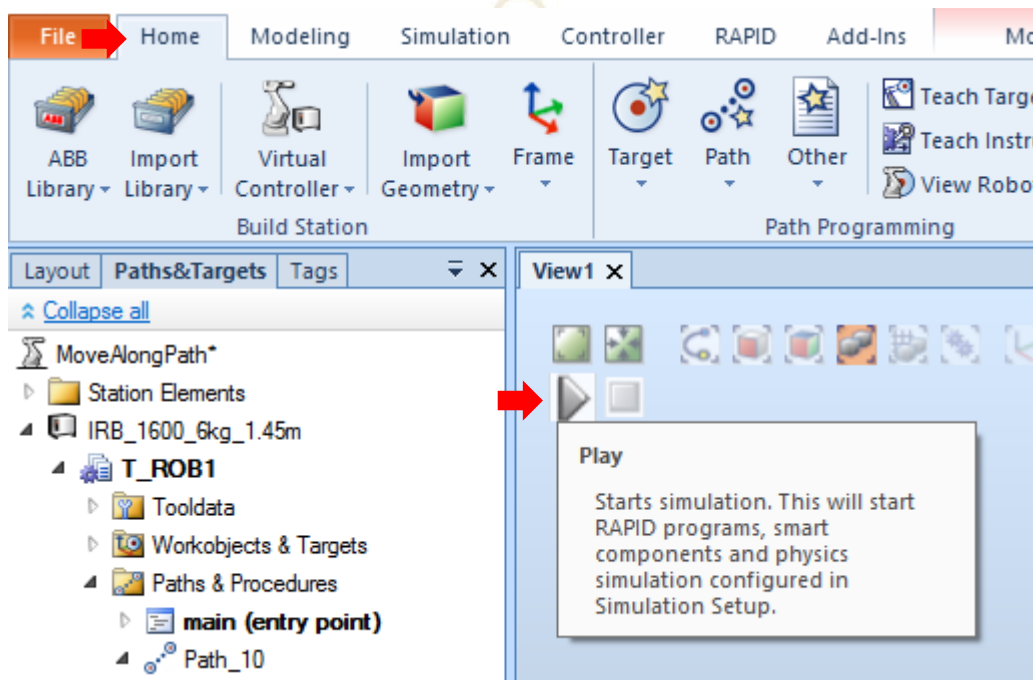 File Home Modeling Simulation Controller RAPID Add-Ins
ABB Library Import Library Virtual Controller Import Geometry Frame Target Path Other
Teach
Teach
View
Build Station Path Programming
Layout Paths&Targets Tags
View1
Collapse all
MoveAlongPath*
Station Elements
IRB_1600_6kg_1.45m
T_ROB1
Tooldata
Workobjects & Targets
Paths & Procedures
main (entry point)
Path_10
Play
Starts simulation. This will start
RAPID programs, smart
components and physics
simulation configured in
Simulation Setup.